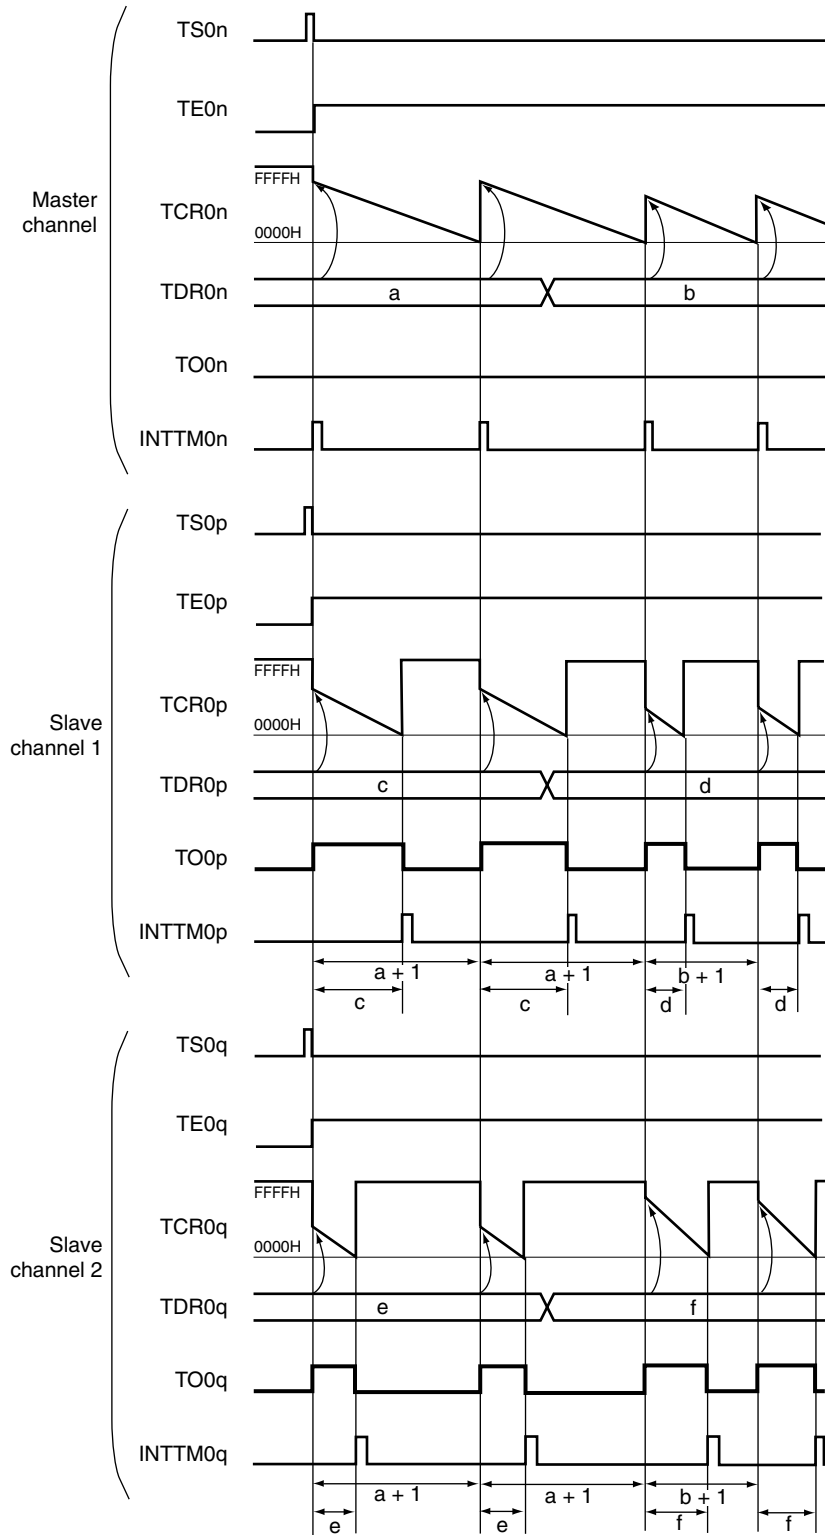 TS0n
TE0n
FFFFH
Master
channel
TCR0n
0000H
TDR0n
a
b
TO0n
INTTM0n
TS0p
TE0p
FFFFH
TCR0p
Slave
channel 1
0000H
TDR0p
c
d
TO0p
INTTM0p
a + 1
a + 1
b + 1
c
c
d
d
TS0q
TE0q
FFFFH
TCR0q
Slave
channel 2
0000H
TDR0q
e
f
TO0q
INTTM0q
a + 1
a + 1
b + 1
e
e
f
f